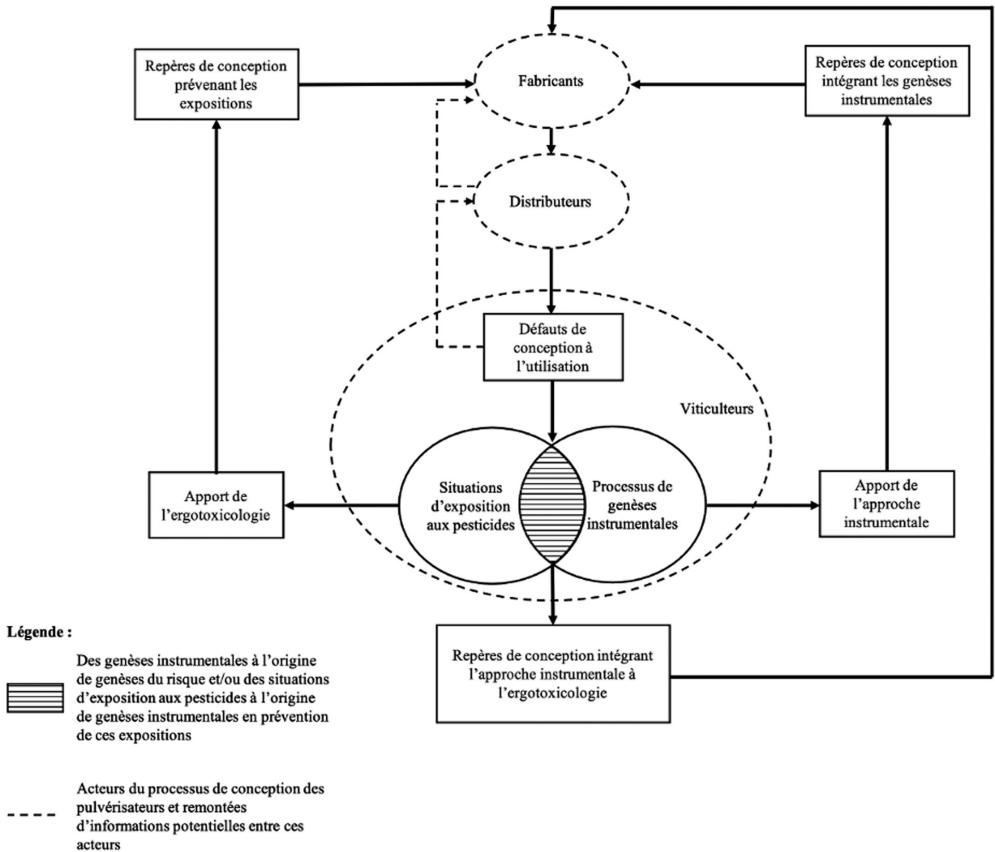 Repères de conception
prévenant les
expositions
Fabricants
Repères de conception
intégrant les genèses
instrumentales
Distributeurs
Défauts de
conception à
l'utilisation
Viticulteurs
Apport de
l'ergotoxicologie
Situations
d'exposition
aux pesticides
Processus de
genèses
instrumentales
Apport de
l'approche
instrumentale
Repères de conception intégrant
l'approche instrumentale à
l'ergotoxicologie
Légende :
Des genèses instrumentales à l'origine
de genèses du risque et/ou des situations
d'exposition aux pesticides à l'origine
de genèses instrumentales en prévention
de ces expositions
Acteurs du processus de conception des
pulvérisateurs et remontées
d'informations potentielles entre ces
acteurs